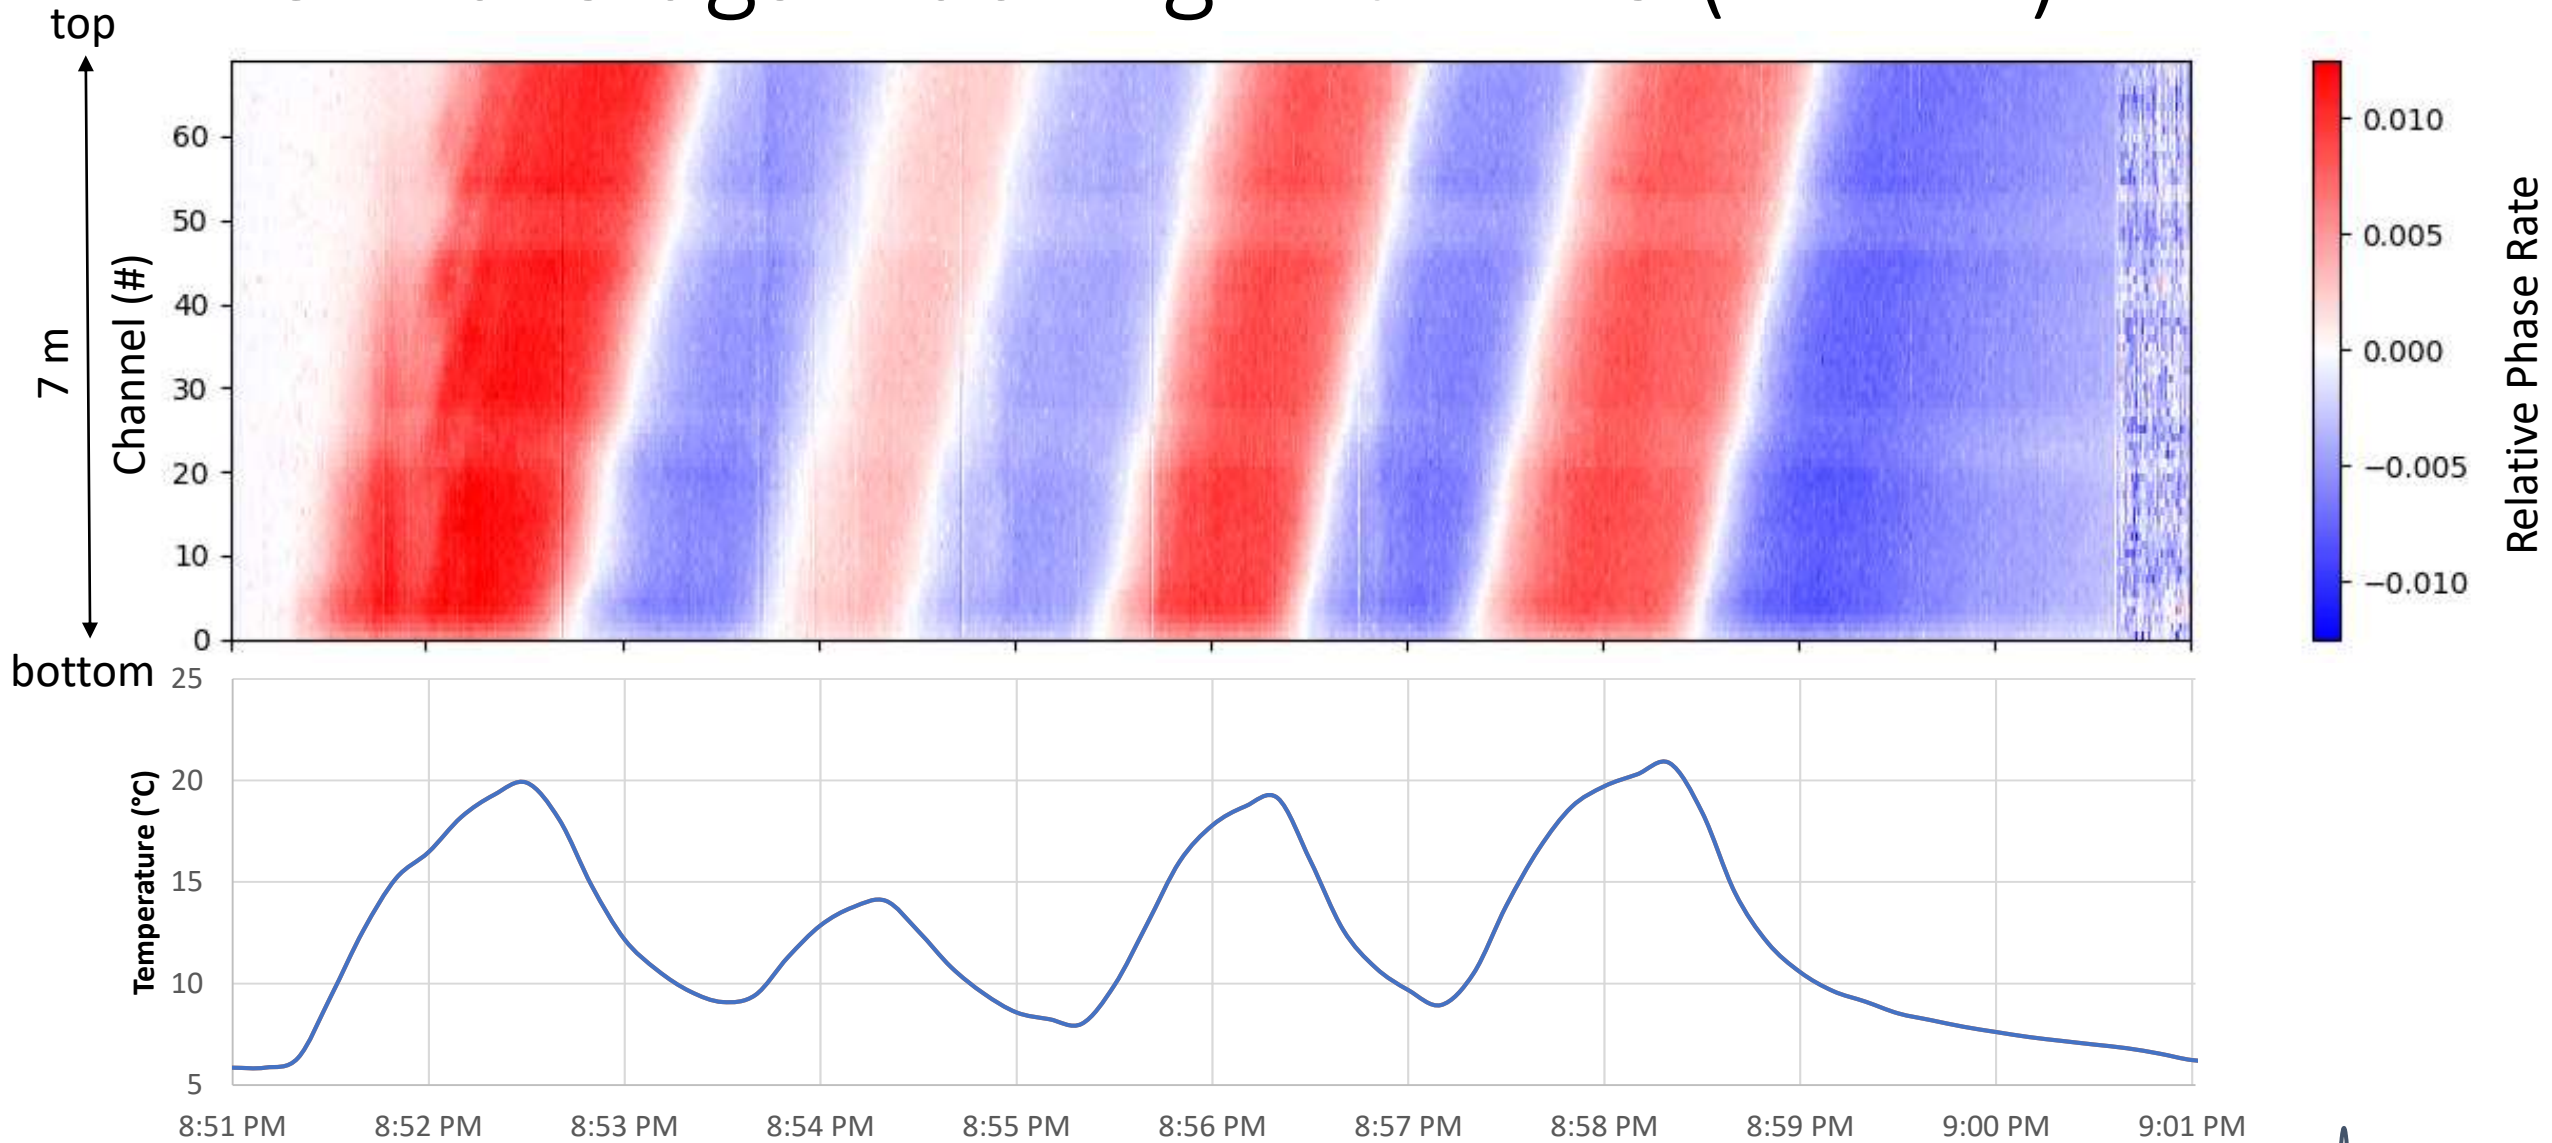 top
7 m
bottom
Channel (#)
60
50
40
30
20
10
0
0.010
0.005
0.000
−0.005
−0.010
Relative Phase Rate
Temperature (°C)
25
20
15
10
5
8:51 PM 8:52 PM 8:53 PM 8:54 PM 8:55 PM 8:56 PM 8:57 PM 8:58 PM 8:59 PM 9:00 PM 9:01 PM